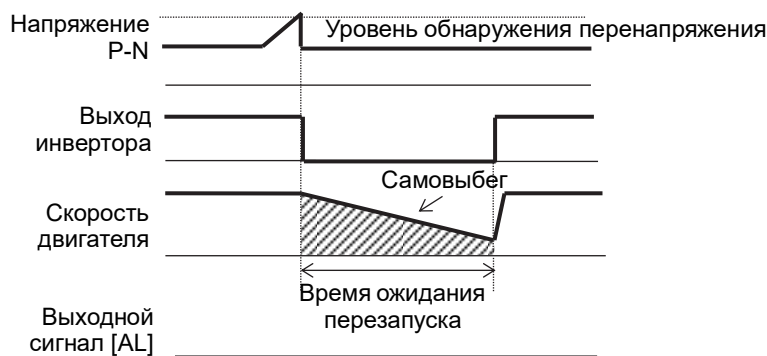 Напряжение
P-N
Уровень обнаружения перенапряжения
Выход
инвертора
Самовыбег
Скорость
двигателя
Время ожидания
перезапуска
Выходной
сигнал [AL]